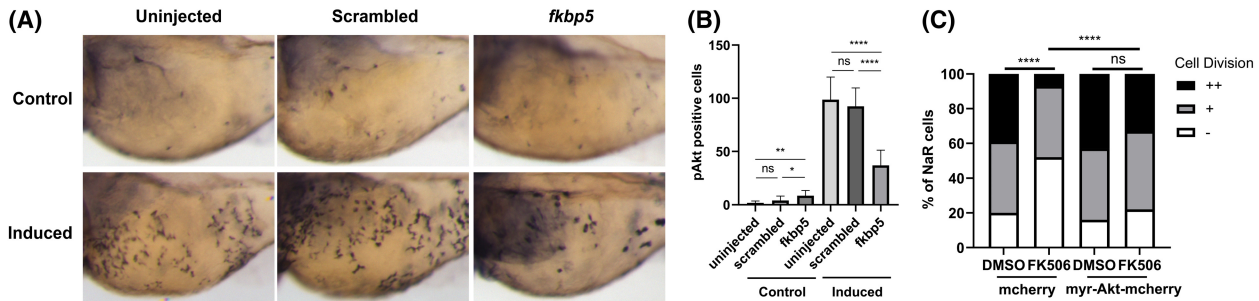 (A)
Uninjected Scrambled fkbp5
Control
Induced
(B)
pAkt positive cells
150
100
50
0
** ns *
**** ns ****
uninjected
scrambled
fkbp5
uninjected
scrambled
fkbp5
Control Induced
(C)
% of NaR cells
100
80
60
40
20
0
****
**** ns
DMSO FK506 DMSO FK506
mcherry myr-Akt-mcherry
Cell Division
++
+
-